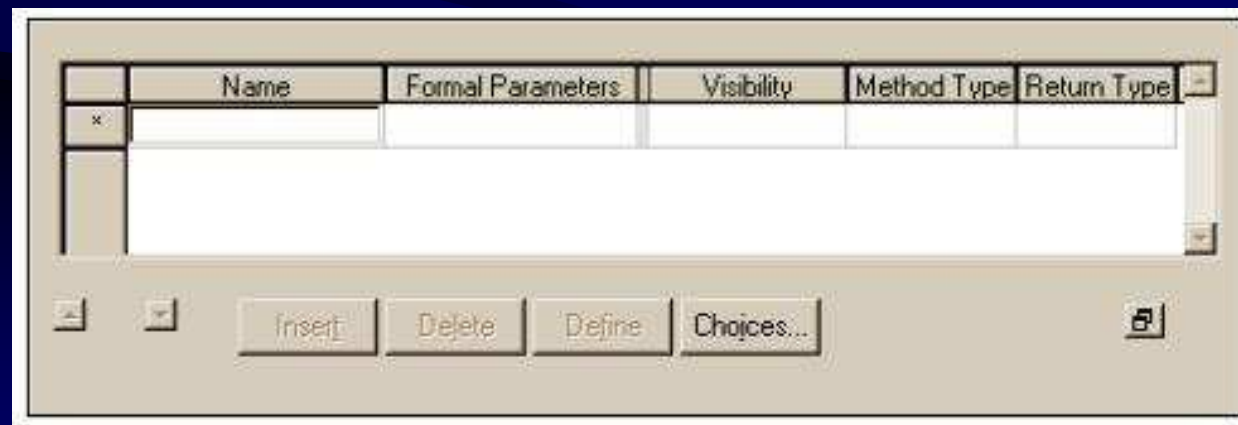 Name Formal Parameters Visibility Method Type Return Type
*
Insert Delete Define Choices...